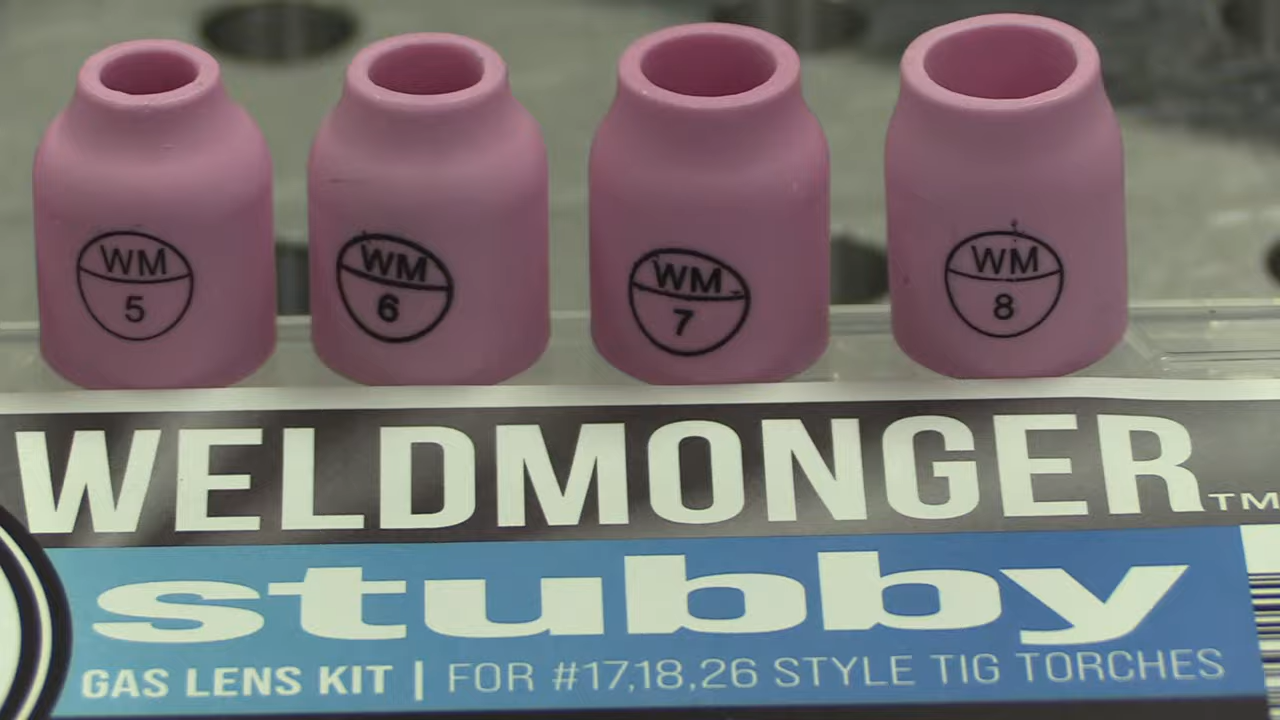 WM
5
WM
6
WM
7
WM
8
WELDMONGER™
stubby
GAS LENS KIT | FOR #17,18,26 STYLE TIG TORCHES